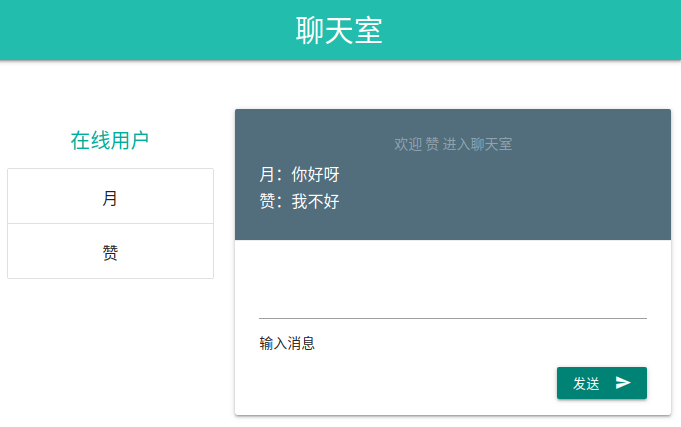 聊天室
在线用户
月
赞
欢迎 赞 进入聊天室
月：你好呀
赞：我不好
输入消息
发送